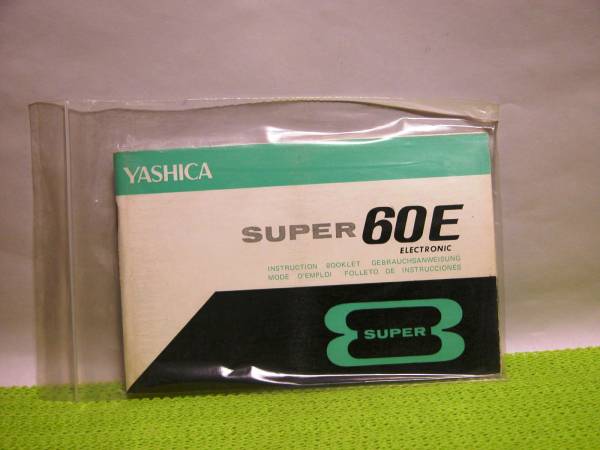 YASHICA
SUPER 60E
ELECTRONIC
INSTRUCTION BOOKLET GEBRAUCHSANWEISUNG
MODE D'EMPLOI FOLLETO DE INSTRUCCIONES
SUPER